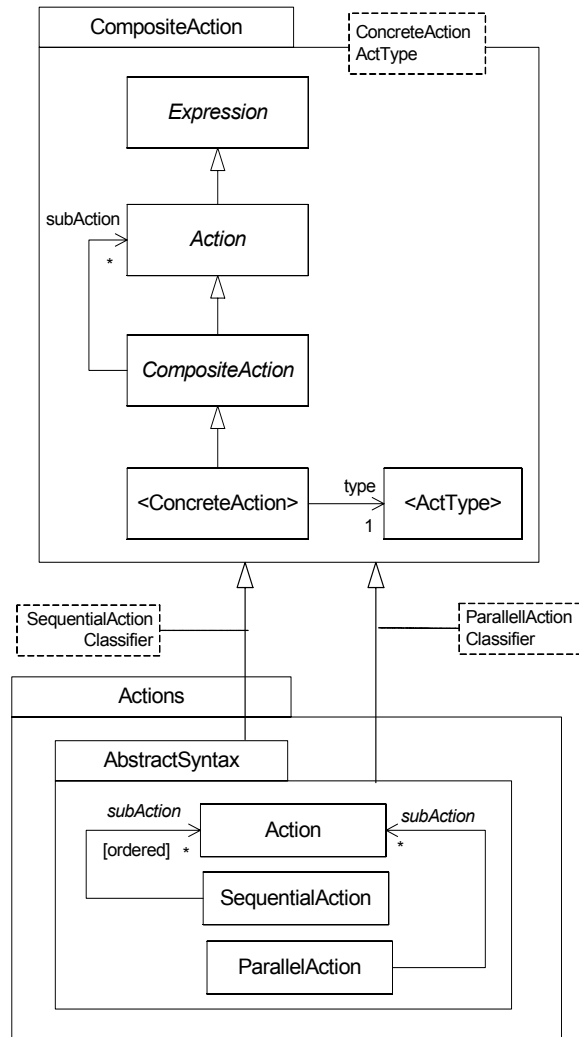 CompositeAction
ConcreteAction
ActType
Expression
subAction
*
Action
CompositeAction
<ConcreteAction>
type
1
<ActType>
SequentialAction
Classifier
ParallellAction
Classifier
Actions
AbstractSyntax
subAction
[ordered] *
Action
subAction
*
SequentialAction
ParallelAction